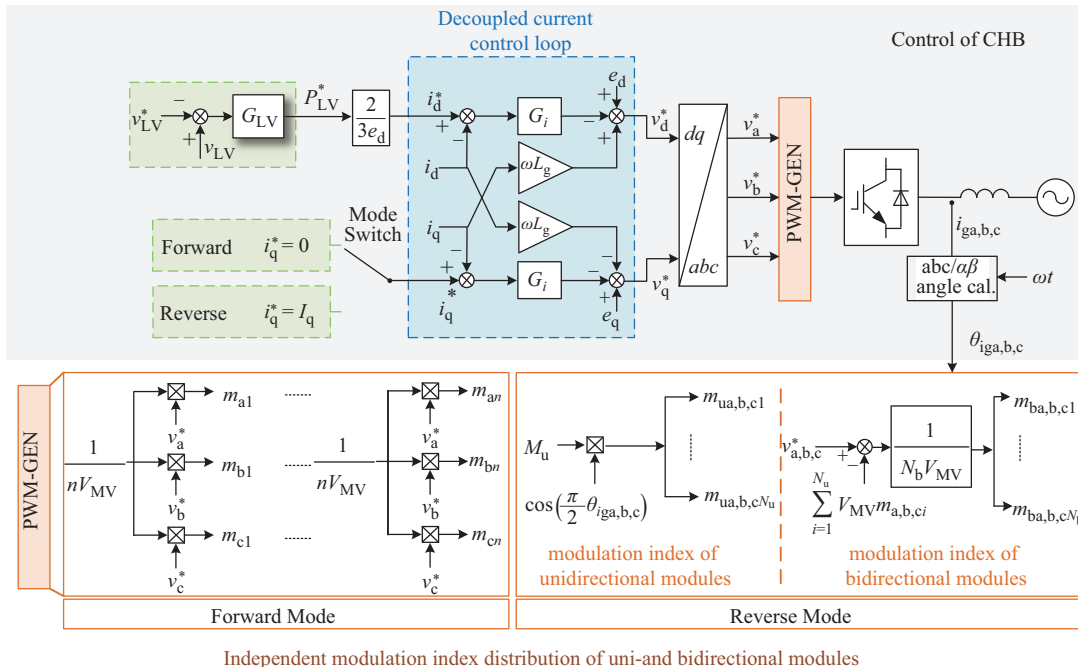 Decoupled current
control loop
Control of CHB
v*LV
−
+
vLV
GLV
P*LV
2
3ed
i*d
+
−
Gi
ed
+
−
+
v*d
id
ωLg
iq
ωLg
−
+
i*q
Gi
−
−
+
eq
v*q
dq
abc
v*a
v*b
v*c
PWM-GEN
iga,b,c
abc/αβ
angle cal.
ωt
θiga,b,c
Mode
Switch
Forward i*q = 0
Reverse i*q = Iq
PWM-GEN
1
nVMV
ma1
v*a
mb1
v*b
mc1
v*c
........
........
........
1
nVMV
man
v*a
mbn
v*b
mcn
v*c
Forward Mode
Mu
cos(π/2 θiga,b,c)
mua,b,c1
mua,b,cNu
modulation index of
unidirectional modules
v*a,b,c
+
−
Nu
∑ VMVma,b,ci
i=1
1
NbVMV
mba,b,c1
modulation index of
bidirectional modules
Reverse Mode
Independent modulation index distribution of uni-and bidirectional modules